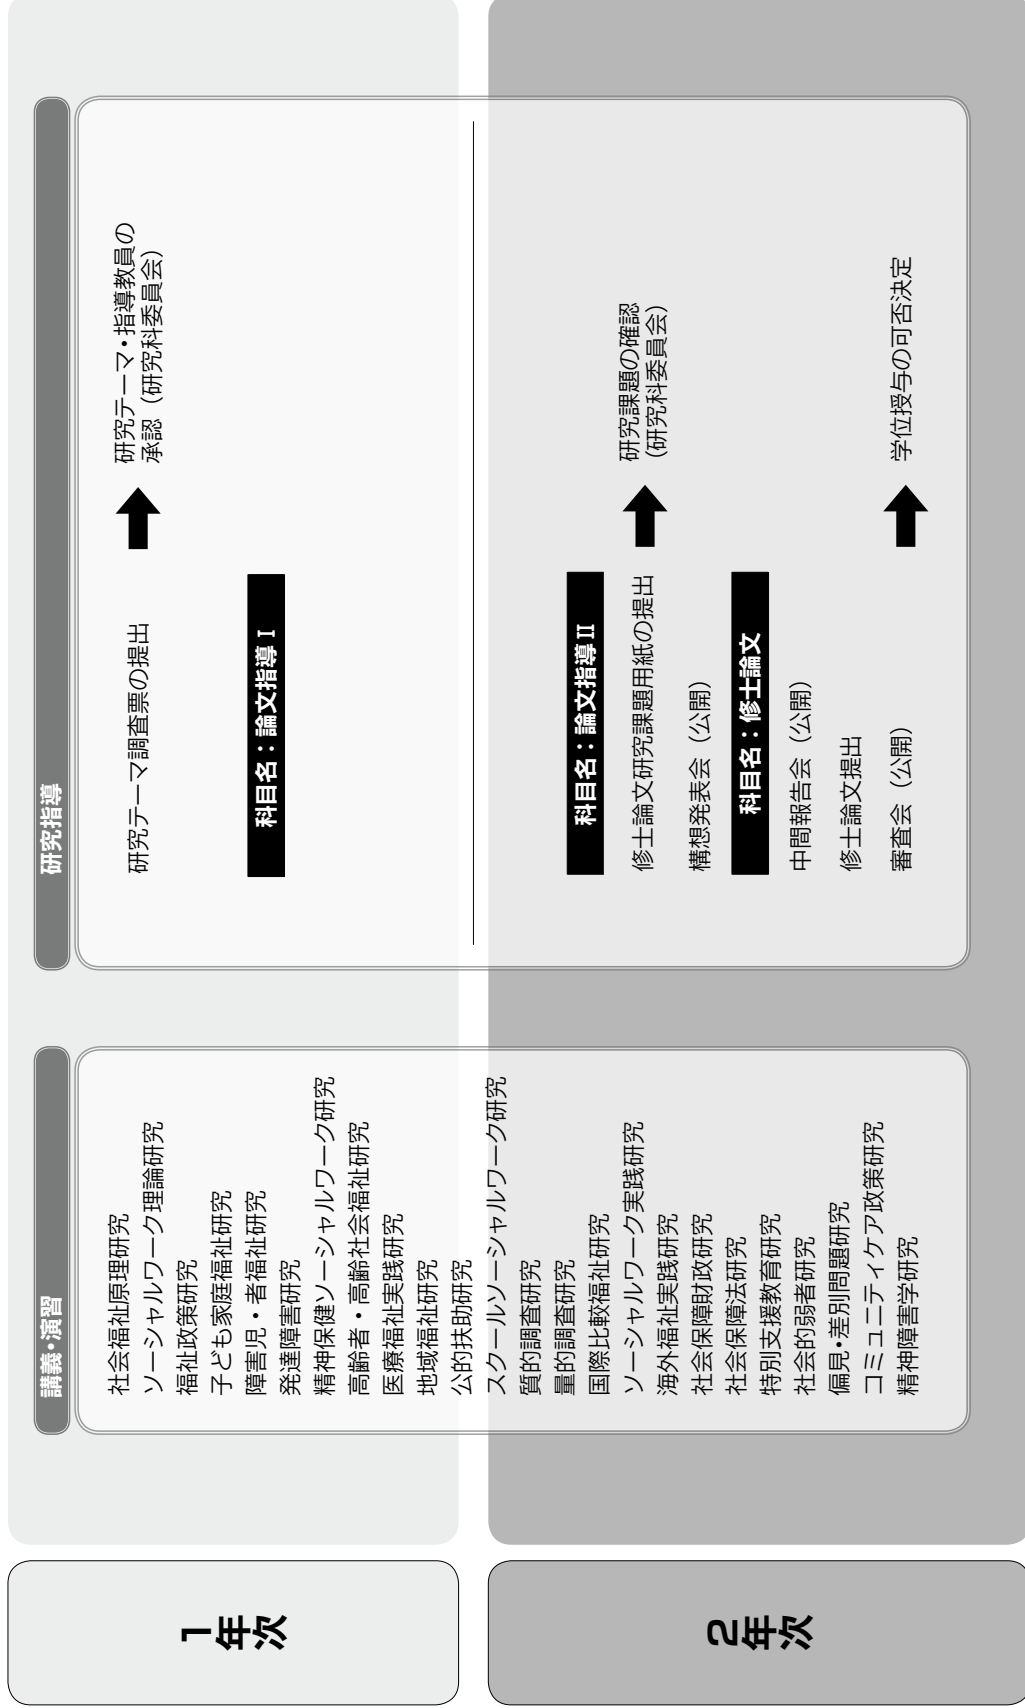 1年次
2年次
講義・演習
社会福祉原理研究
ソーシャルワーク理論研究
福祉政策研究
子ども家庭福祉研究
障害児・者福祉研究
発達障害研究
精神保健ソーシャルワーク研究
高齢者・高齢社会福祉研究
医療福祉実践研究
地域福祉研究
公的扶助研究
スクールソーシャルワーク研究
質的調査研究
量的調査研究
国際比較福祉研究
ソーシャルワーク実践研究
海外福祉実践研究
社会保障財政研究
社会保障法研究
特別支援教育研究
社会的弱者研究
偏見・差別問題研究
コミュニティケア政策研究
精神障害学研究
研究指導
研究テーマ調査票の提出
研究テーマ・指導教員の
承認（研究科委員会）
科目名：論文指導Ⅰ
科目名：論文指導Ⅱ
修士論文研究課題用紙の提出
研究課題の確認
（研究科委員会）
構想発表会（公開）
科目名：修士論文
中間報告会（公開）
修士論文提出
審査会（公開）
学位授与の可否決定